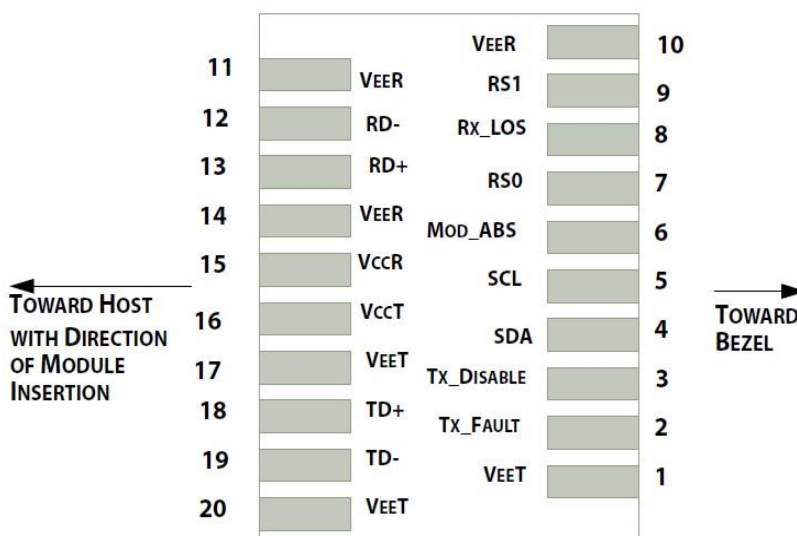 11 VEER
12 RD-
13 RD+
14 VEER
15 VCCR
16 VCCT
17 VEET
18 TD+
19 TD-
20 VEET
VEER 10
RS1 9
RX_LOS 8
RS0 7
MOD_ABS 6
SCL 5
SDA 4
TX_DISABLE 3
TX_FAULT 2
VEET 1
TOWARD HOST
WITH DIRECTION
OF MODULE
INSERTION
TOWARD
BEZEL